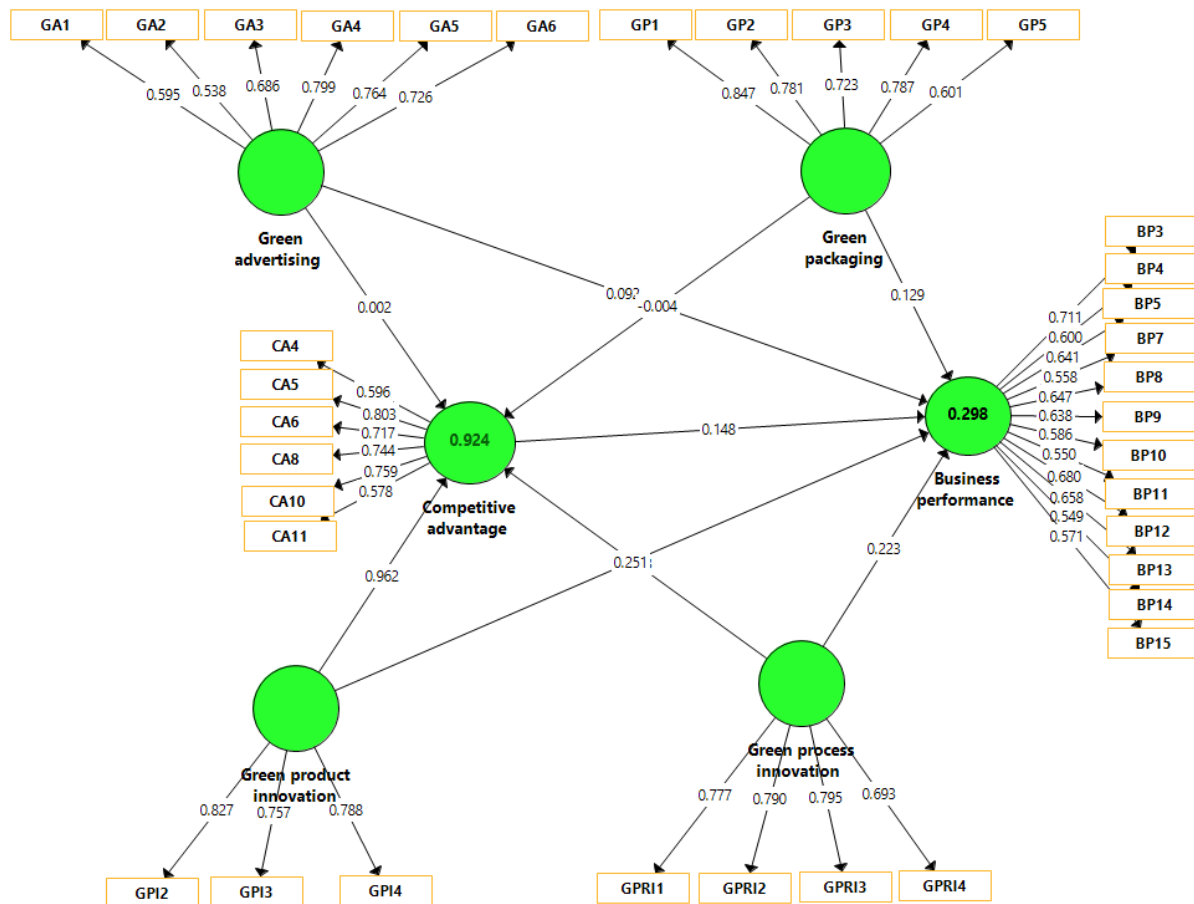 GA1 GA2 GA3 GA4 GA5 GA6
GP1 GP2 GP3 GP4 GP5
0.595 0.538 0.686 0.799 0.764 0.726
0.847 0.781 0.723 0.787 0.601
Green
advertising
Green
packaging
0.002
-0.004
0.129
BP3
BP4
BP5
BP7
BP8
BP9
BP10
BP11
BP12
BP13
BP14
BP15
0.711
0.600
0.641
0.558
0.647
0.638
0.586
0.550
0.680
0.658
0.549
0.571
CA4
CA5
CA6
CA8
CA10
CA11
0.596
0.803
0.717
0.744
0.759
0.578
0.924
Competitive
advantage
0.148
0.298
Business
performance
0.962
0.251
0.223
Green product
innovation
Green process
innovation
0.827 0.757 0.788
0.777 0.790 0.795 0.693
GPI2 GPI3 GPI4
GPRI1 GPRI2 GPRI3 GPRI4